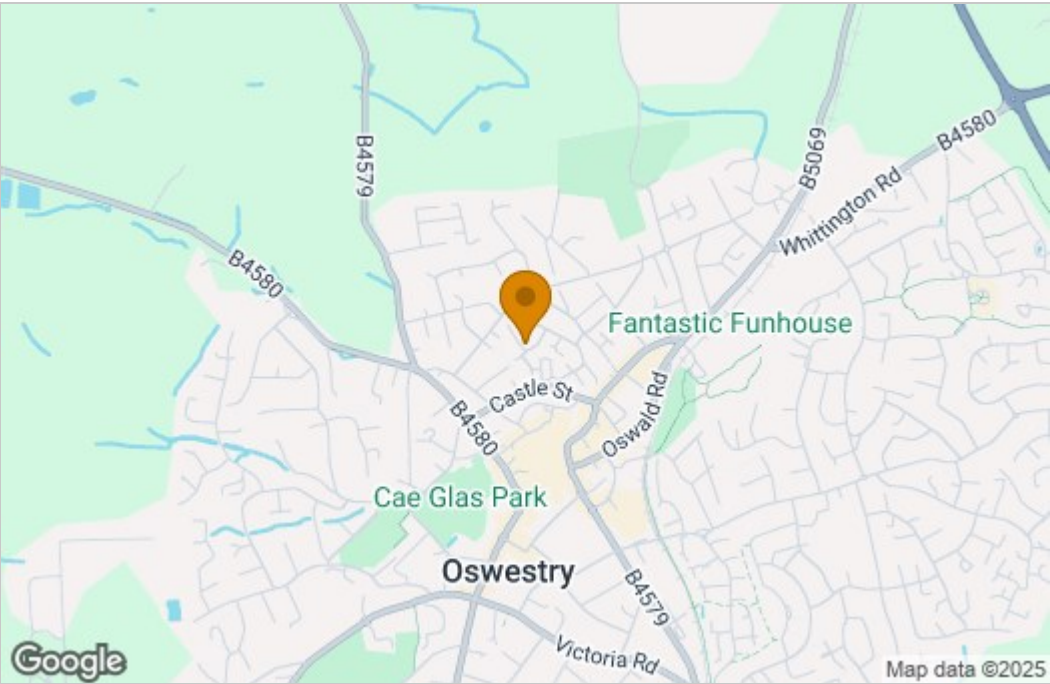 B4579
B5069
B4580
Whittington Rd
B4580
Fantastic Funhouse
Castle St
Oswald Rd
B4580
Cae Glas Park
Oswestry
B4579
Victoria Rd
Google
Map data ©2025